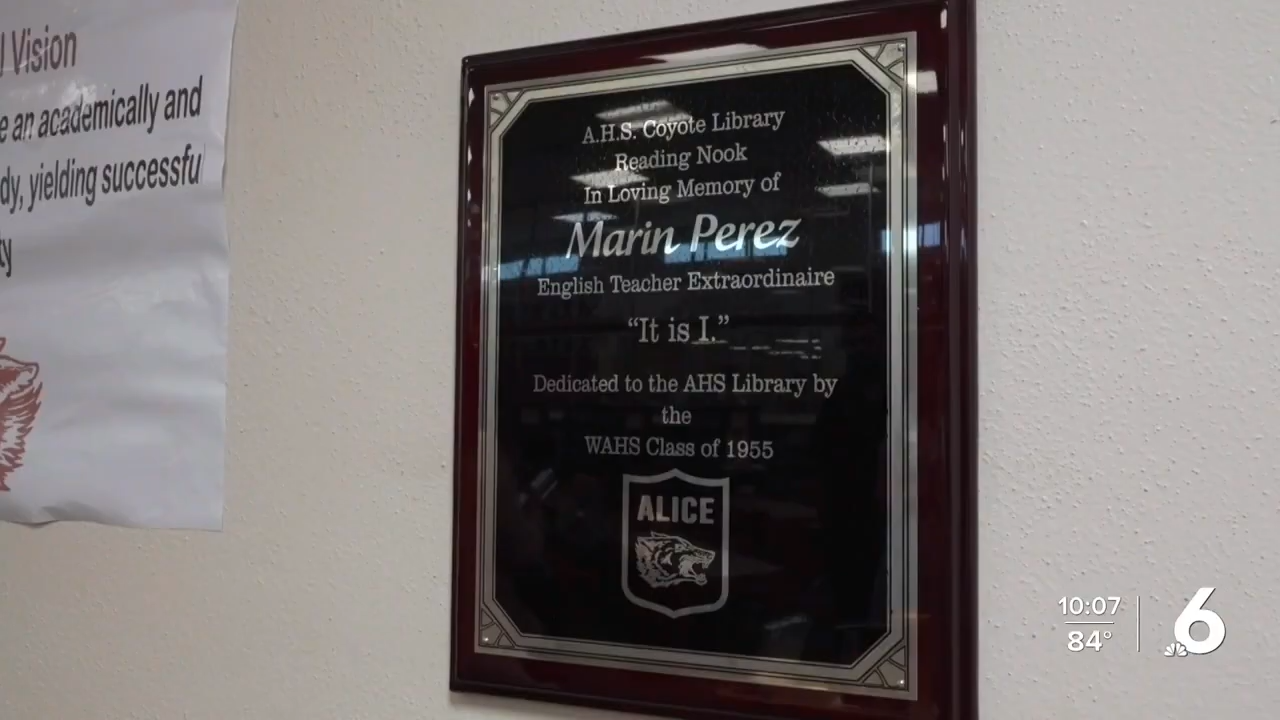 l Vision
e an academically and
dy, yielding successfu
ty
A.H.S. Coyote Library
Reading Nook
In Loving Memory of
Marin Perez
English Teacher Extraordinaire
“It is I.”
Dedicated to the AHS Library by
the
WAHS Class of 1955
ALICE
10:07
84°
6